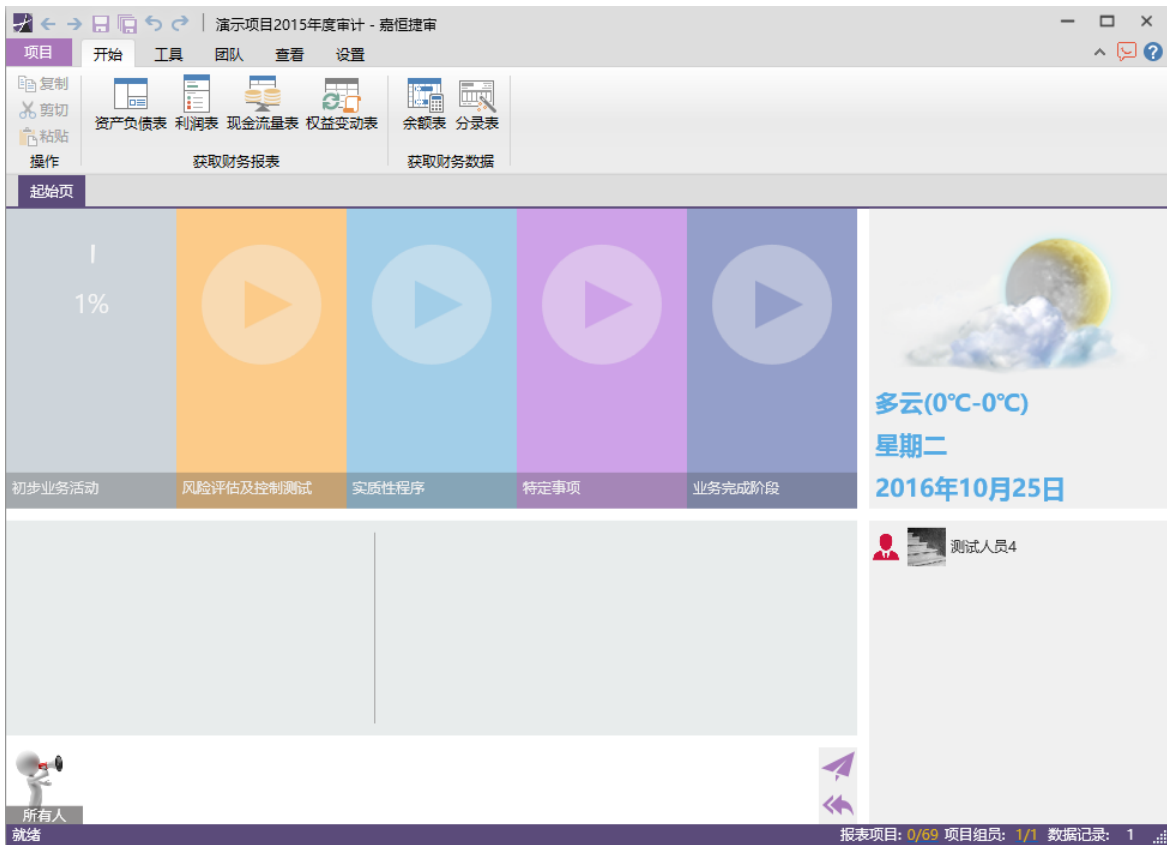 演示项目2015年度审计 - 嘉恒捷审
项目 开始 工具 团队 查看 设置
复制
剪切
粘贴
资产负债表 利润表 现金流量表 权益变动表 余额表 分录表
操作 获取财务报表 获取财务数据
起始页
1%
初步业务活动 风险评估及控制测试 实质性程序 特定事项 业务完成阶段
多云(0℃-0℃)
星期二
2016年10月25日
测试人员4
所有人
就绪 报表项目: 0/69 项目组员: 1/1 数据记录: 1